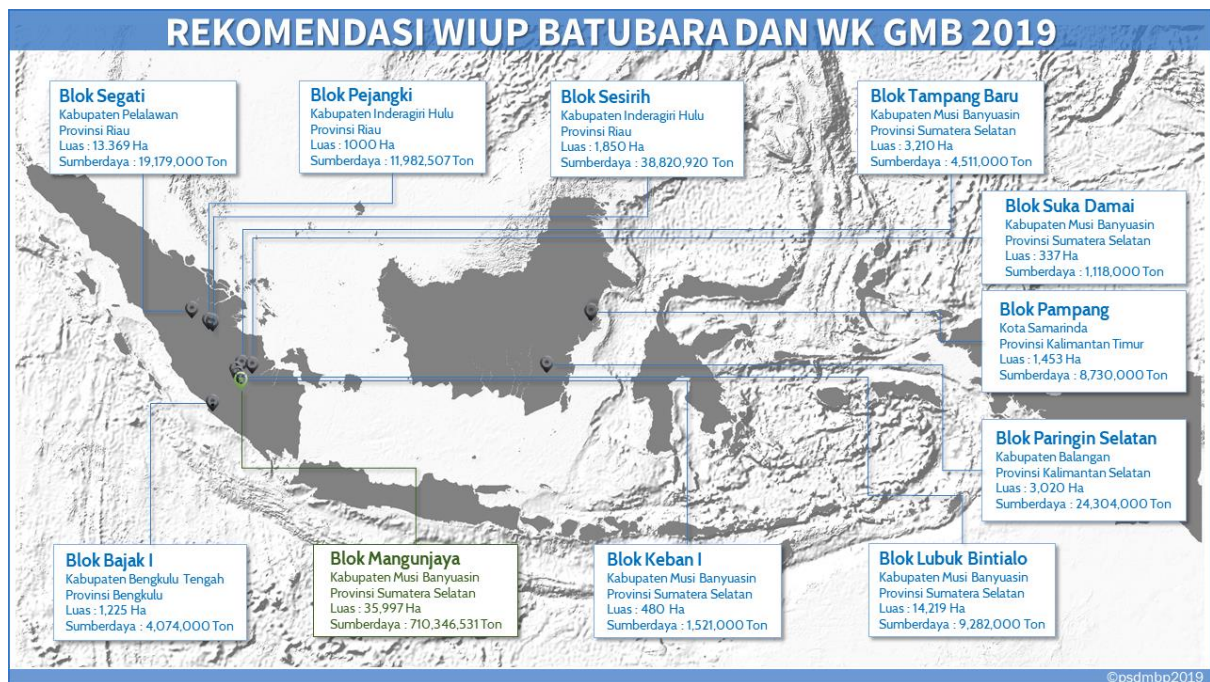 REKOMENDASI WIUP BATUBARA DAN WK GMB 2019
Blok Segati
Kabupaten Pelalawan
Provinsi Riau
Luas : 13.369 Ha
Sumberdaya : 19,179,000 Ton
Blok Pejangki
Kabupaten Inderagiri Hulu
Provinsi Riau
Luas : 1000 Ha
Sumberdaya : 11,982,507 Ton
Blok Sesirih
Kabupaten Inderagiri Hulu
Provinsi Riau
Luas : 1,850 Ha
Sumberdaya : 38,820,920 Ton
Blok Tampang Baru
Kabupaten Musi Banyuasin
Provinsi Sumatera Selatan
Luas : 3,210 Ha
Sumberdaya : 4,511,000 Ton
Blok Suka Damai
Kabupaten Musi Banyuasin
Provinsi Sumatera Selatan
Luas : 337 Ha
Sumberdaya : 1,118,000 Ton
Blok Pampang
Kota Samarinda
Provinsi Kalimantan Timur
Luas : 1,453 Ha
Sumberdaya : 8,730,000 Ton
Blok Paringin Selatan
Kabupaten Balangan
Provinsi Kalimantan Selatan
Luas : 3,020 Ha
Sumberdaya : 24,304,000 Ton
Blok Bajak I
Kabupaten Bengkulu Tengah
Provinsi Bengkulu
Luas : 1,225 Ha
Sumberdaya : 4,074,000 Ton
Blok Mangunjaya
Kabupaten Musi Banyuasin
Provinsi Sumatera Selatan
Luas : 35,997 Ha
Sumberdaya : 710,346,531 Ton
Blok Keban I
Kabupaten Musi Banyuasin
Provinsi Sumatera Selatan
Luas : 480 Ha
Sumberdaya : 1,521,000 Ton
Blok Lubuk Bintialo
Kabupaten Musi Banyuasin
Provinsi Sumatera Selatan
Luas : 14,219 Ha
Sumberdaya : 9,282,000 Ton
©psdmbp2019